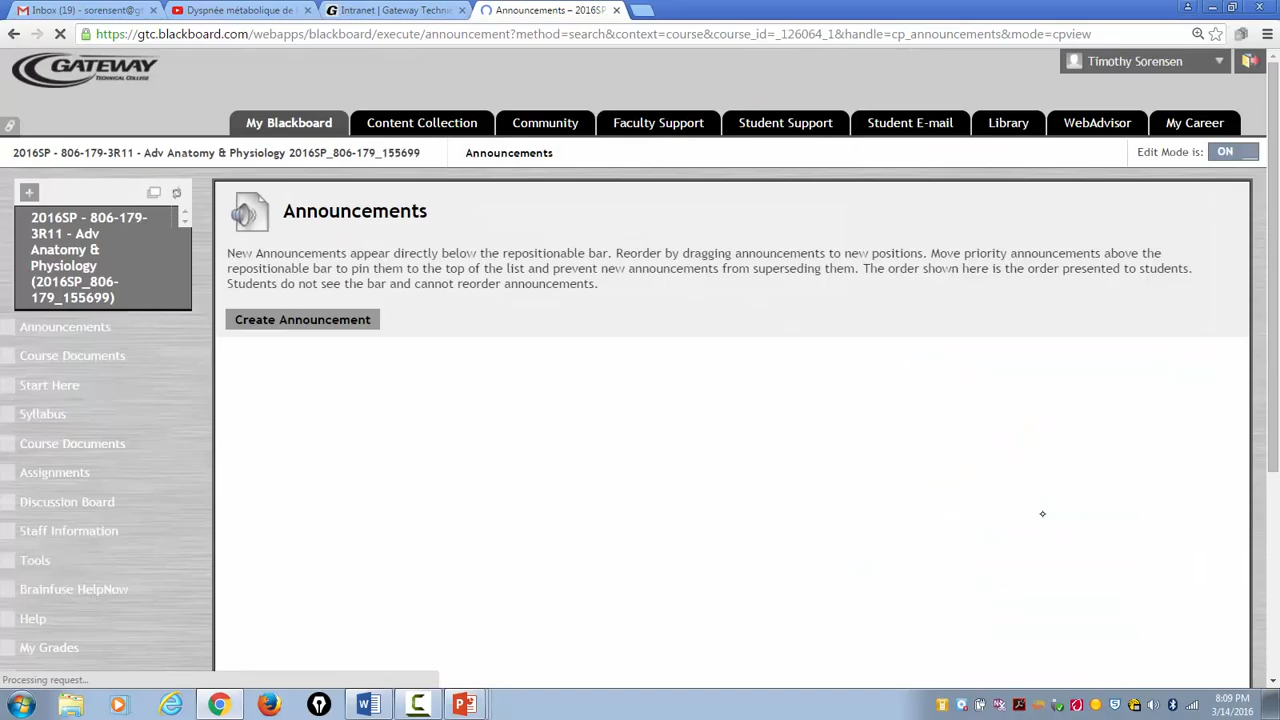 Inbox (19) - sorensent@gt
Dyspnée métabolique de
Intranet | Gateway Technic
Announcements – 2016SP
https://gtc.blackboard.com/webapps/blackboard/execute/announcement?method=search&context=course&course_id=_126064_1&handle=cp_announcements&mode=cpview
GATEWAY
TECHNICAL COLLEGE
Timothy Sorensen
My Blackboard
Content Collection
Community
Faculty Support
Student Support
Student E-mail
Library
WebAdvisor
My Career
2016SP - 806-179-3R11 - Adv Anatomy & Physiology 2016SP_806-179_155699
Announcements
Edit Mode is:
ON
2016SP - 806-179-
3R11 - Adv
Anatomy &
Physiology
(2016SP_806-
179_155699)
Announcements
Course Documents
Start Here
Syllabus
Course Documents
Assignments
Discussion Board
Staff Information
Tools
Brainfuse HelpNow
Help
My Grades
Announcements
New Announcements appear directly below the repositionable bar. Reorder by dragging announcements to new positions. Move priority announcements above the
repositionable bar to pin them to the top of the list and prevent new announcements from superseding them. The order shown here is the order presented to students.
Students do not see the bar and cannot reorder announcements.
Create Announcement
Processing request...
8:09 PM
3/14/2016